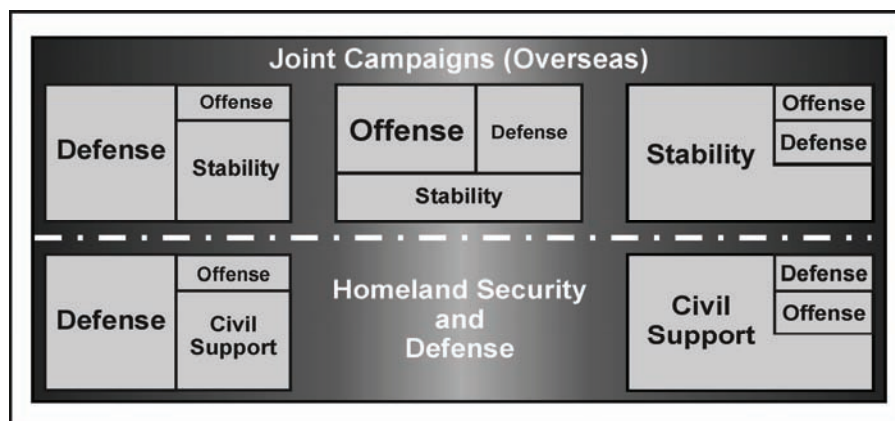 Joint Campaigns (Overseas)
Defense
Offense
Stability
Offense
Defense
Stability
Stability
Offense
Defense
Defense
Offense
Civil
Support
Homeland Security
and
Defense
Civil
Support
Defense
Offense